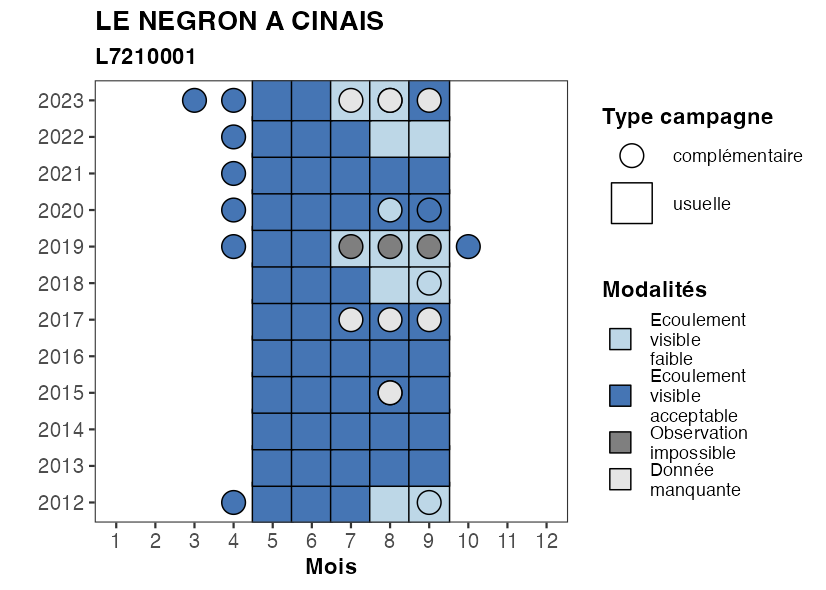 LE NEGRON A CINAIS
L7210001
2023
2022
2021
2020
2019
2018
2017
2016
2015
2014
2013
2012
1 2 3 4 5 6 7 8 9 10 11 12
Mois
Type campagne
complémentaire
usuelle
Modalités
Ecoulement
visible
faible
Ecoulement
visible
acceptable
Observation
impossible
Donnée
manquante